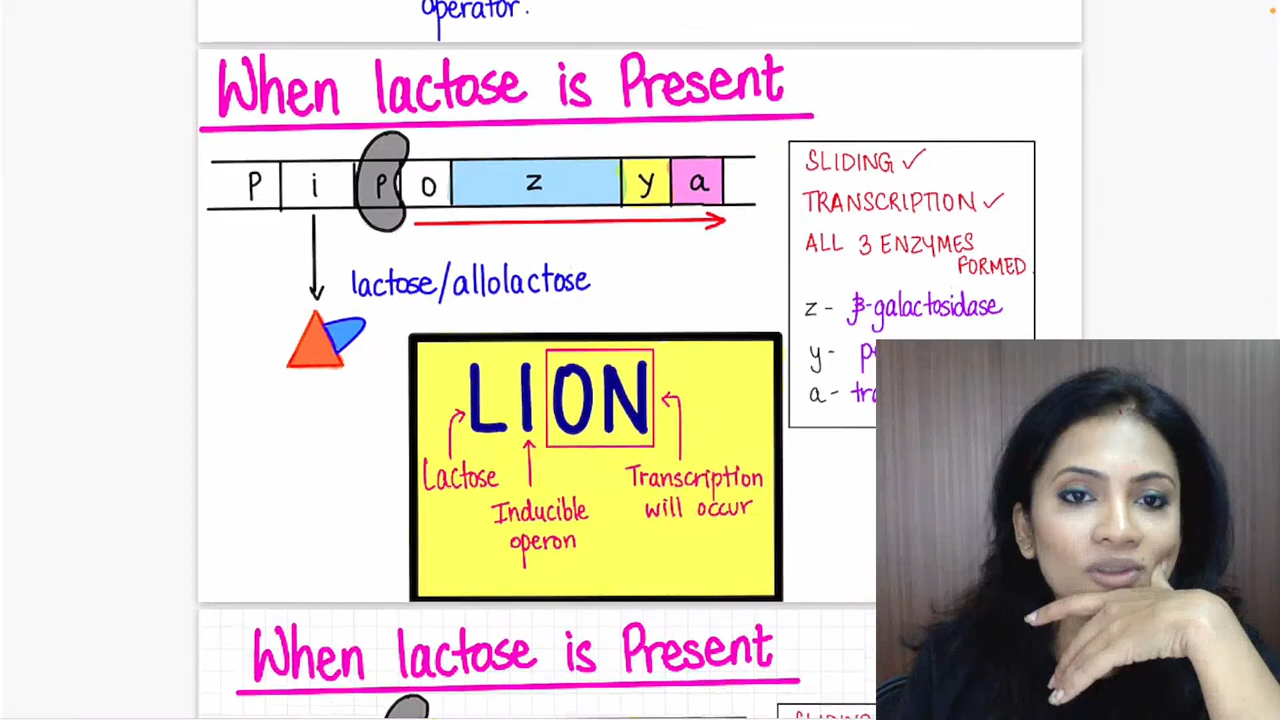 operator.
When lactose is Present
P i P O z y a
lactose/allolactose
LION
Lactose
Inducible
operon
Transcription
will occur
SLIDING ✓
TRANSCRIPTION ✓
ALL 3 ENZYMES
FORMED
z - β-galactosidase
y -
a -
When lactose is Present